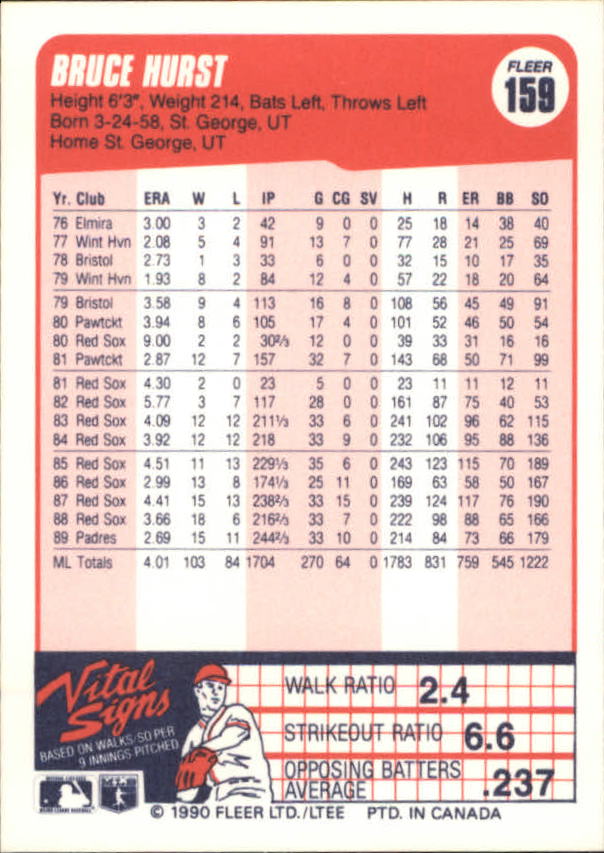 BRUCE HURST
FLEER
159
Height 6'3", Weight 214, Bats Left, Throws Left
Born 3-24-58, St. George, UT
Home St. George, UT
Yr. Club ERA W L IP G CG SV H R ER BB SO
76 Elmira 3.00 3 2 42 9 0 0 25 18 14 38 40
77 Wint Hvn 2.08 5 4 91 13 7 0 77 28 21 25 69
78 Bristol 2.73 1 3 33 6 0 0 32 15 10 17 35
79 Wint Hvn 1.93 8 2 84 12 4 0 57 22 18 20 64
79 Bristol 3.58 9 4 113 16 8 0 108 56 45 49 91
80 Pawtckt 3.94 8 6 105 17 4 0 101 52 46 50 54
80 Red Sox 9.00 2 2 30⅔ 12 0 0 39 33 31 16 16
81 Pawtckt 2.87 12 7 157 32 7 0 143 68 50 71 99
81 Red Sox 4.30 2 0 23 5 0 0 23 11 11 12 11
82 Red Sox 5.77 3 7 117 28 0 0 161 87 75 40 53
83 Red Sox 4.09 12 12 211⅓ 33 6 0 241 102 96 62 115
84 Red Sox 3.92 12 12 218 33 9 0 232 106 95 88 136
85 Red Sox 4.51 11 13 229⅓ 35 6 0 243 123 115 70 189
86 Red Sox 2.99 13 8 174⅓ 25 11 0 169 63 58 50 167
87 Red Sox 4.41 15 13 238⅔ 33 15 0 239 124 117 76 190
88 Red Sox 3.66 18 6 216⅔ 33 7 0 222 98 88 65 166
89 Padres 2.69 15 11 244⅔ 33 10 0 214 84 73 66 179
ML Totals 4.01 103 84 1704 270 64 0 1783 831 759 545 1222
Vital
Signs
BASED ON WALKS/SO PER
9 INNINGS PITCHED
WALK RATIO 2.4
STRIKEOUT RATIO 6.6
OPPOSING BATTERS
AVERAGE .237
© 1990 FLEER LTD./LTEE PTD. IN CANADA